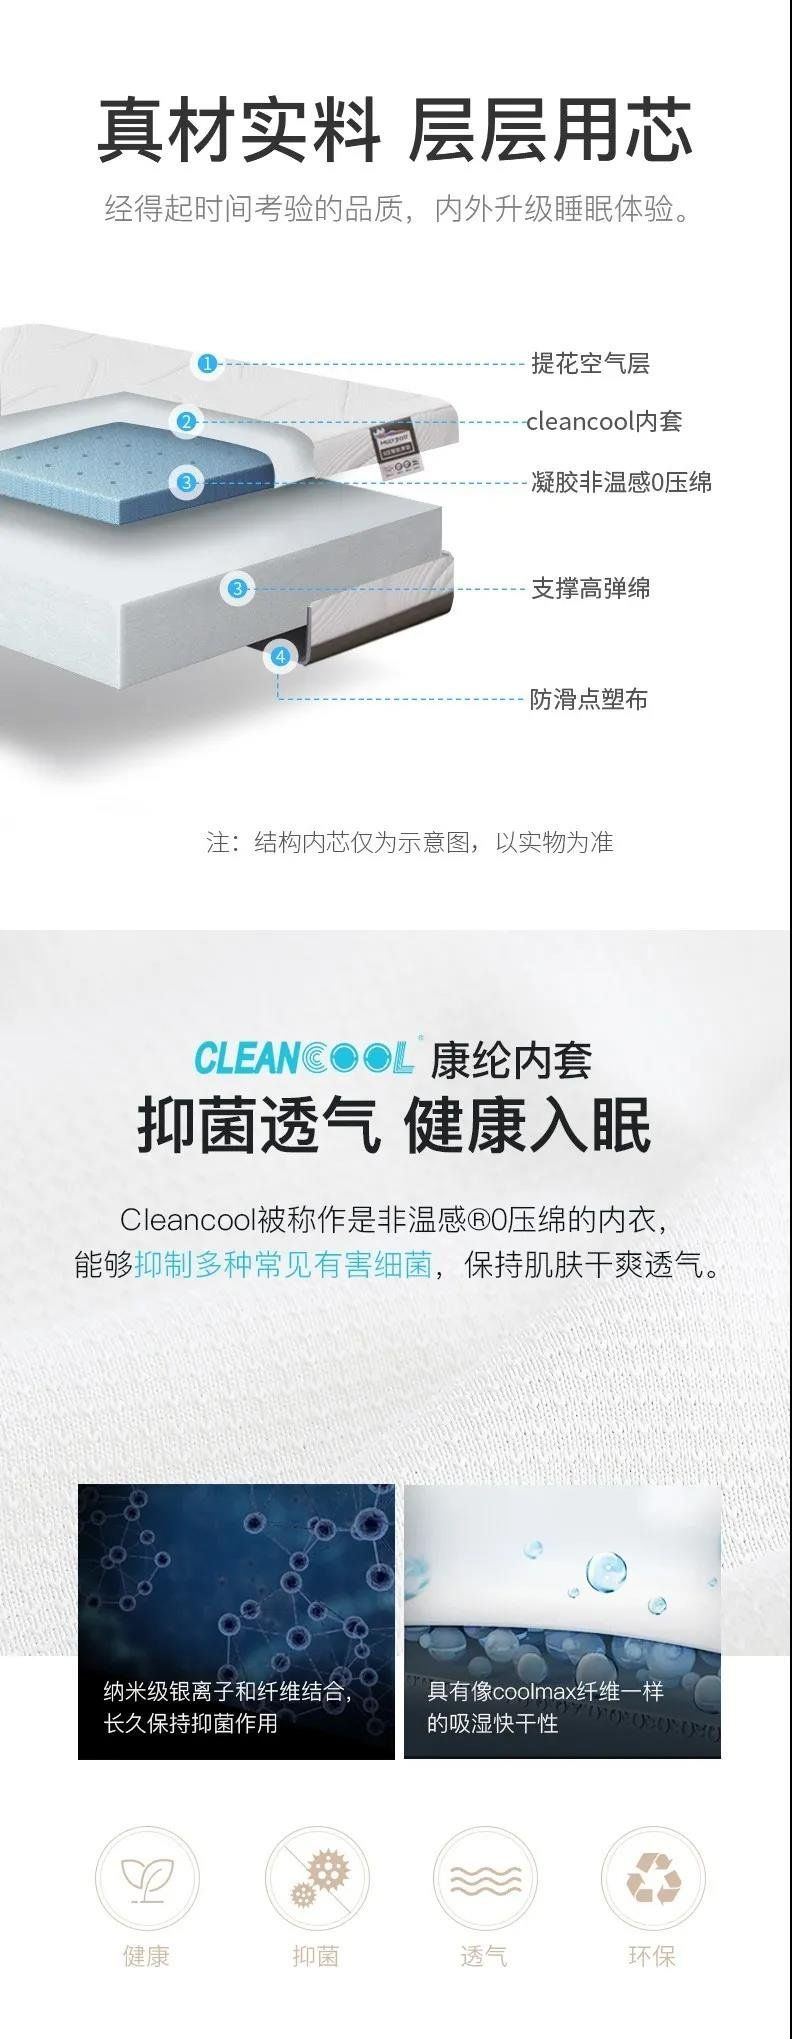 真材实料 层层用芯
经得起时间考验的品质，内外升级睡眠体验。
1 提花空气层
2 cleancool内套
3 凝胶非温感0压绵
3 支撑高弹绵
4 防滑点塑布
注：结构内芯仅为示意图，以实物为准
CLEANCOOL® 康纶内套
抑菌透气 健康入眠
Cleancool被称作是非温感®0压绵的内衣，
能够抑制多种常见有害细菌，保持肌肤干爽透气。
纳米级银离子和纤维结合，
长久保持抑菌作用
具有像coolmax纤维一样
的吸湿快干性
健康 抑菌 透气 环保